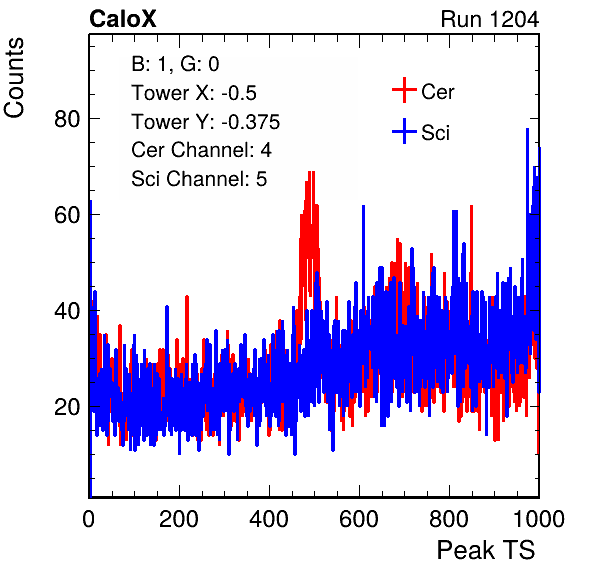 CaloX Run 1204
Counts
B: 1, G: 0
Tower X: -0.5
Tower Y: -0.375
Cer Channel: 4
Sci Channel: 5
Cer
Sci
80
60
40
20
0 200 400 600 800 1000
Peak TS